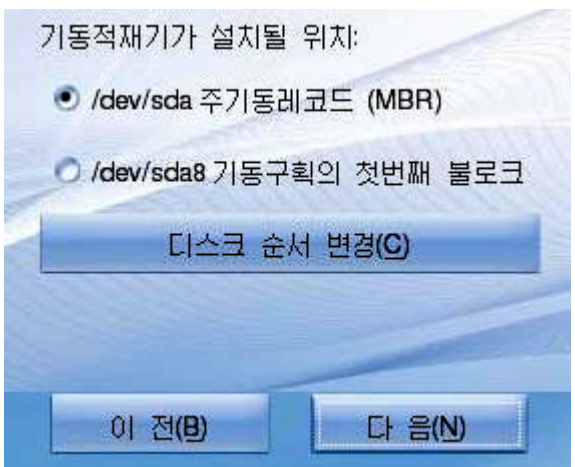 기동적재기가 설치될 위치:
/dev/sda 주기동레코드 (MBR)
/dev/sda8 기동구획의 첫번째 블로크
디스크 순서 변경(C)
이 전(B)
다 음(N)